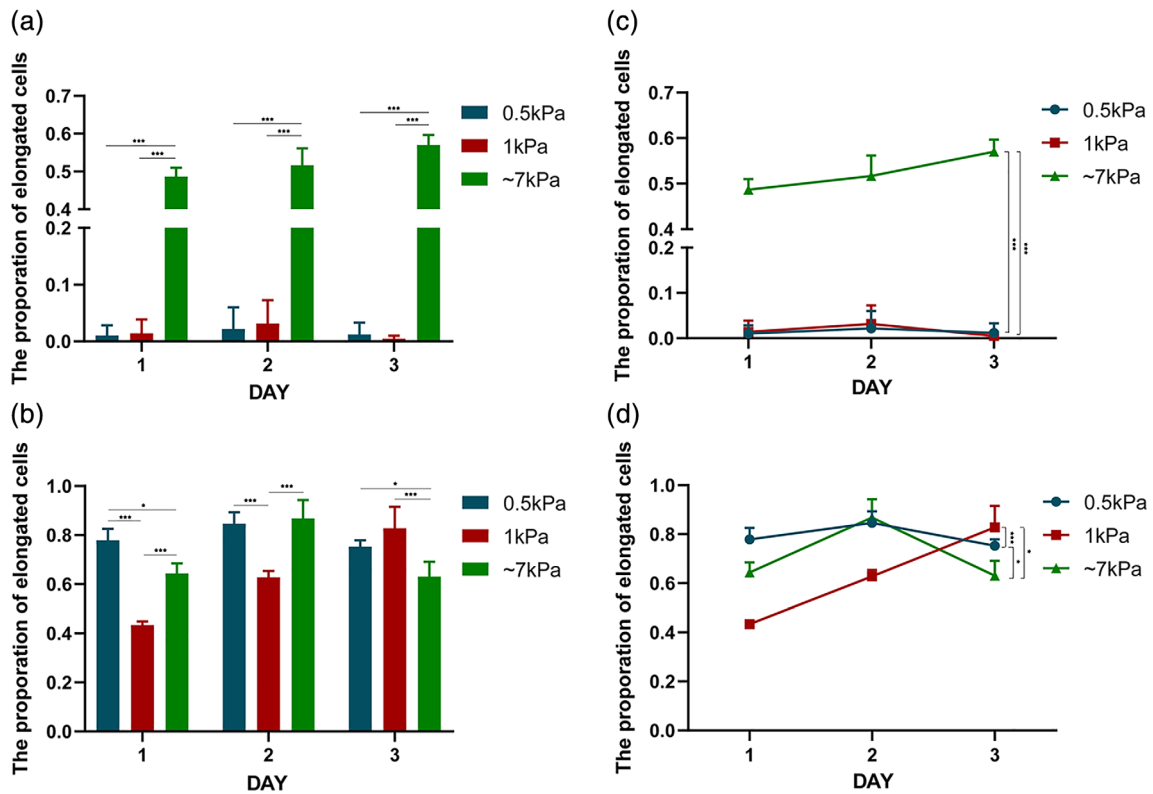 (a)
The proporation of elongated cells
0.7
0.6
0.5
0.4
0.2
0.1
0.0
***
***
***
***
***
***
1
2
3
DAY
0.5kPa
1kPa
~7kPa
(c)
The proporation of elongated cells
0.7
0.6
0.5
0.4
0.2
0.1
0.0
***
***
1
2
3
DAY
0.5kPa
1kPa
~7kPa
(b)
The proporation of elongated cells
1.0
0.8
0.6
0.4
0.2
0.0
*
***
***
***
***
*
***
1
2
3
DAY
0.5kPa
1kPa
~7kPa
(d)
The proporation of elongated cells
1.0
0.8
0.6
0.4
0.2
0.0
***
*
*
1
2
3
DAY
0.5kPa
1kPa
~7kPa